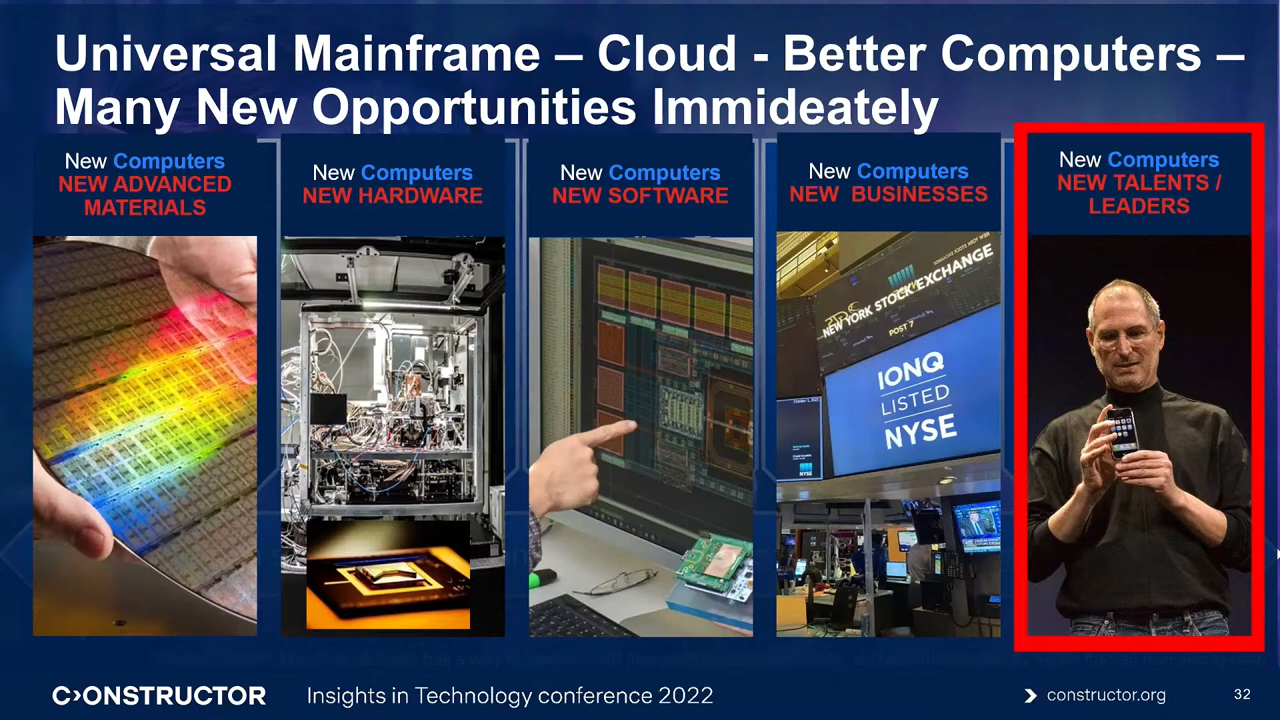 Universal Mainframe – Cloud - Better Computers –
Many New Opportunities Immideately
New Computers
NEW ADVANCED
MATERIALS
New Computers
NEW HARDWARE
New Computers
NEW SOFTWARE
New Computers
NEW BUSINESSES
New Computers
NEW TALENTS /
LEADERS
NEW YORK STOCK EXCHANGE
POST 7
IONQ
LISTED
NYSE
NYSE
C›ONSTRUCTOR
Insights in Technology conference 2022
constructor.org
32